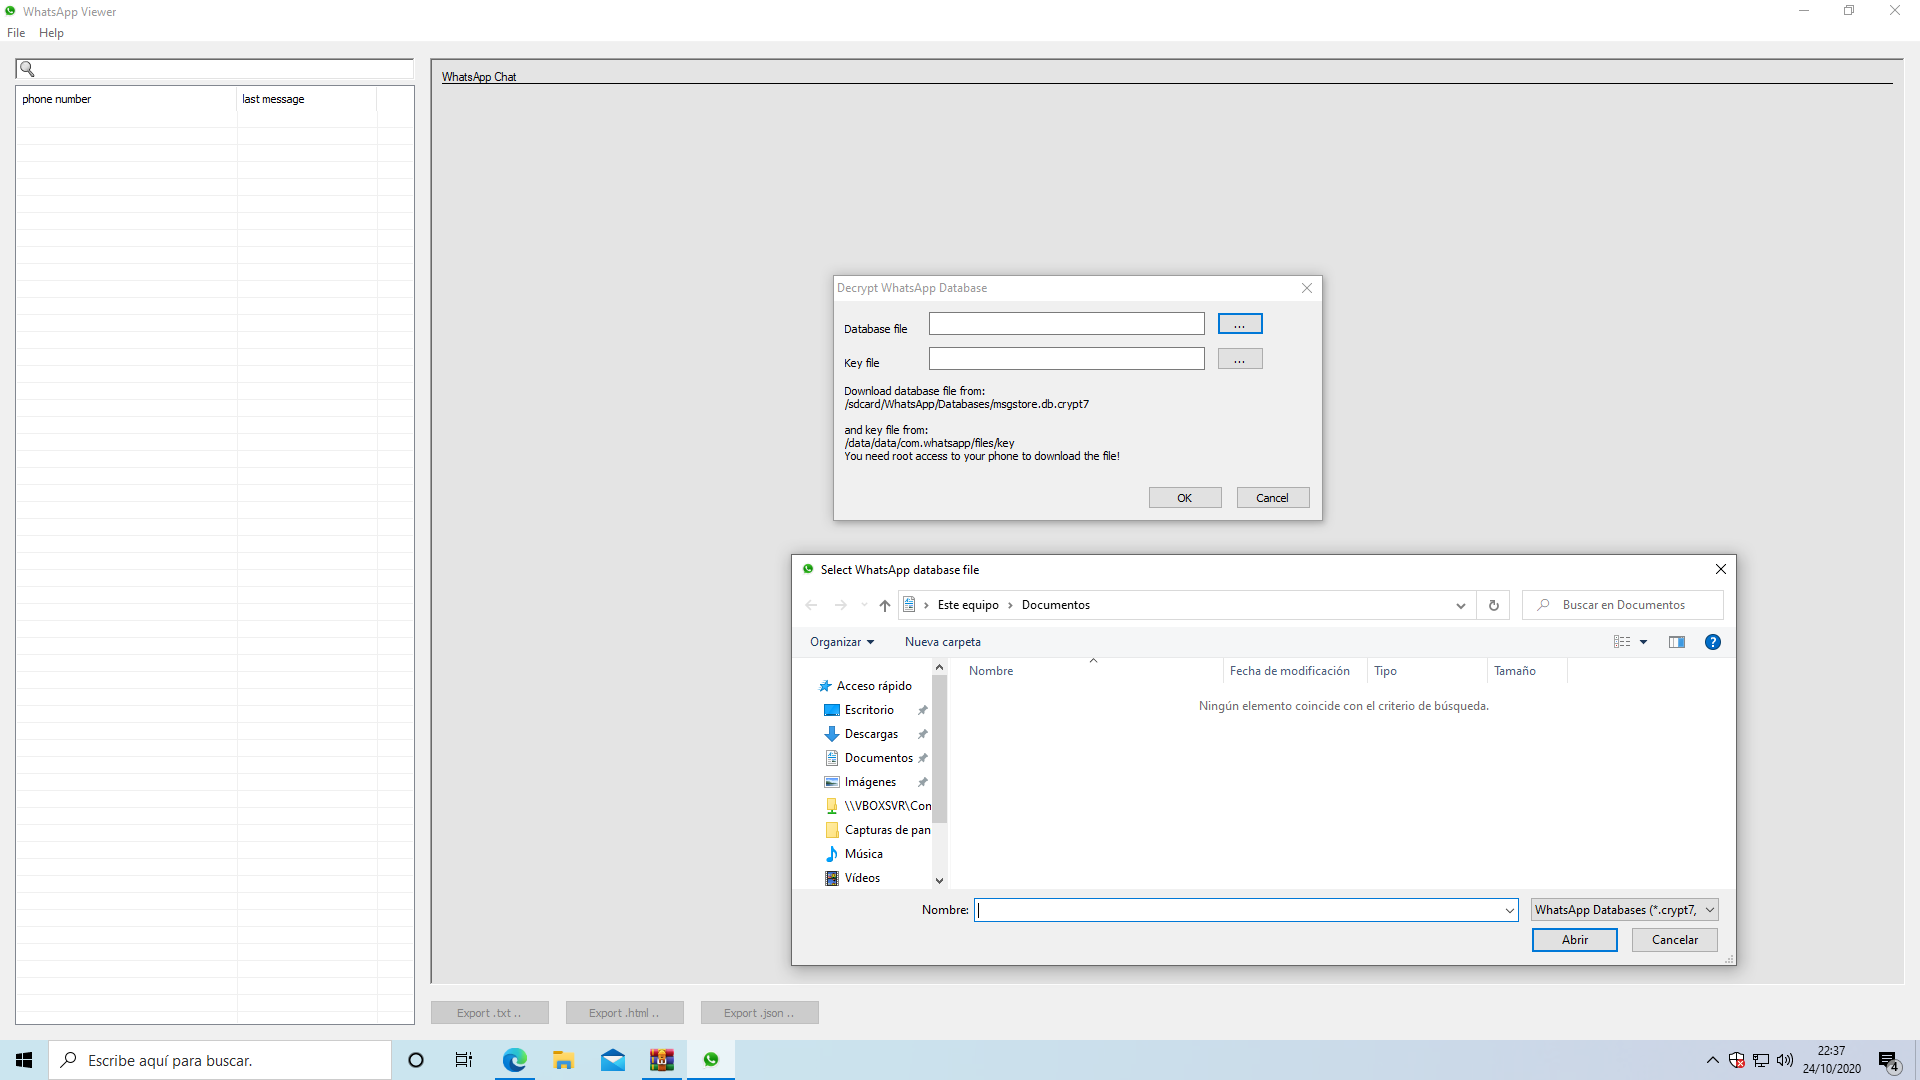 WhatsApp Viewer
File Help
phone number last message
WhatsApp Chat
Decrypt WhatsApp Database
Database file ...
Key file ...
Download database file from:
/sdcard/WhatsApp/Databases/msgstore.db.crypt7
and key file from:
/data/data/com.whatsapp/files/key
You need root access to your phone to download the file!
OK Cancel
Select WhatsApp database file
Este equipo › Documentos
Buscar en Documentos
Organizar Nueva carpeta
?
Nombre Fecha de modificación Tipo Tamaño
Ningún elemento coincide con el criterio de búsqueda.
Acceso rápido
Escritorio
Descargas
Documentos
Imágenes
\\VBOXSVR\Con
Capturas de pan
Música
Vídeos
Nombre: WhatsApp Databases (*.crypt7,
Abrir Cancelar
Export .txt .. Export .html .. Export .json ..
Escribe aquí para buscar.
22:37
24/10/2020
4